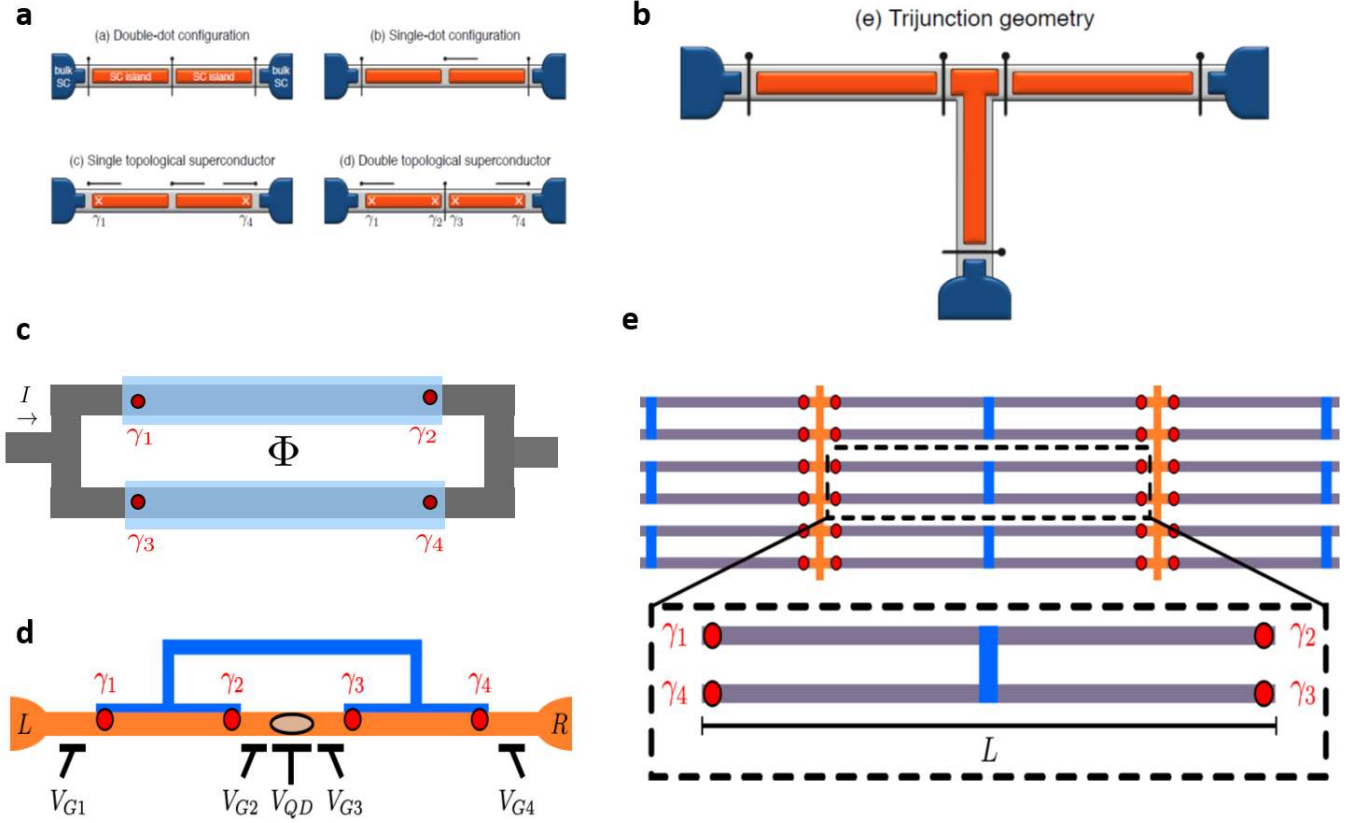 a
(a) Double-dot configuration
bulk SC
SC island
SC island
bulk SC
(b) Single-dot configuration
(c) Single topological superconductor
γ1
γ4
(d) Double topological superconductor
γ1
γ2
γ3
γ4
b
(e) Trijunction geometry
c
I
→
γ1
γ2
Φ
γ3
γ4
d
γ1
γ2
γ3
γ4
L
R
VG1
VG2
VQD
VG3
VG4
e
γ1
γ2
γ4
γ3
L